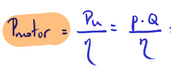 Pmotor = Pu/η = p·Q/η